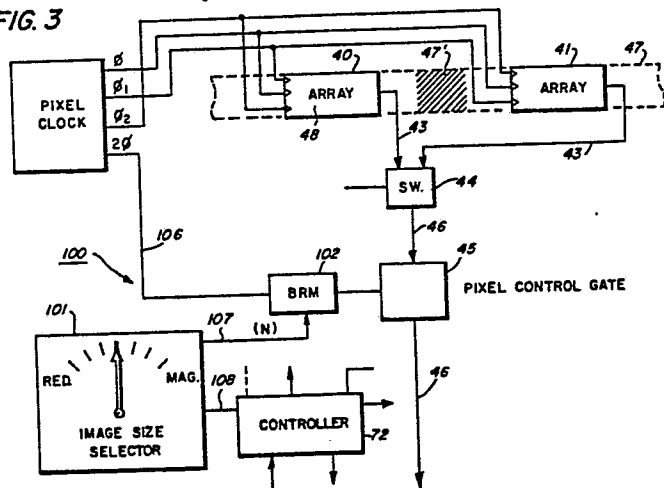 FIG. 3
PIXEL CLOCK
Ø
Ø1
Ø2
2Ø
40
ARRAY
48
47'
41
ARRAY
47
43
43
SW.
44
46
106
100
102
BRM
45
PIXEL CONTROL GATE
101
107
(N)
RED.
MAG.
108
IMAGE SIZE
SELECTOR
CONTROLLER
72
46